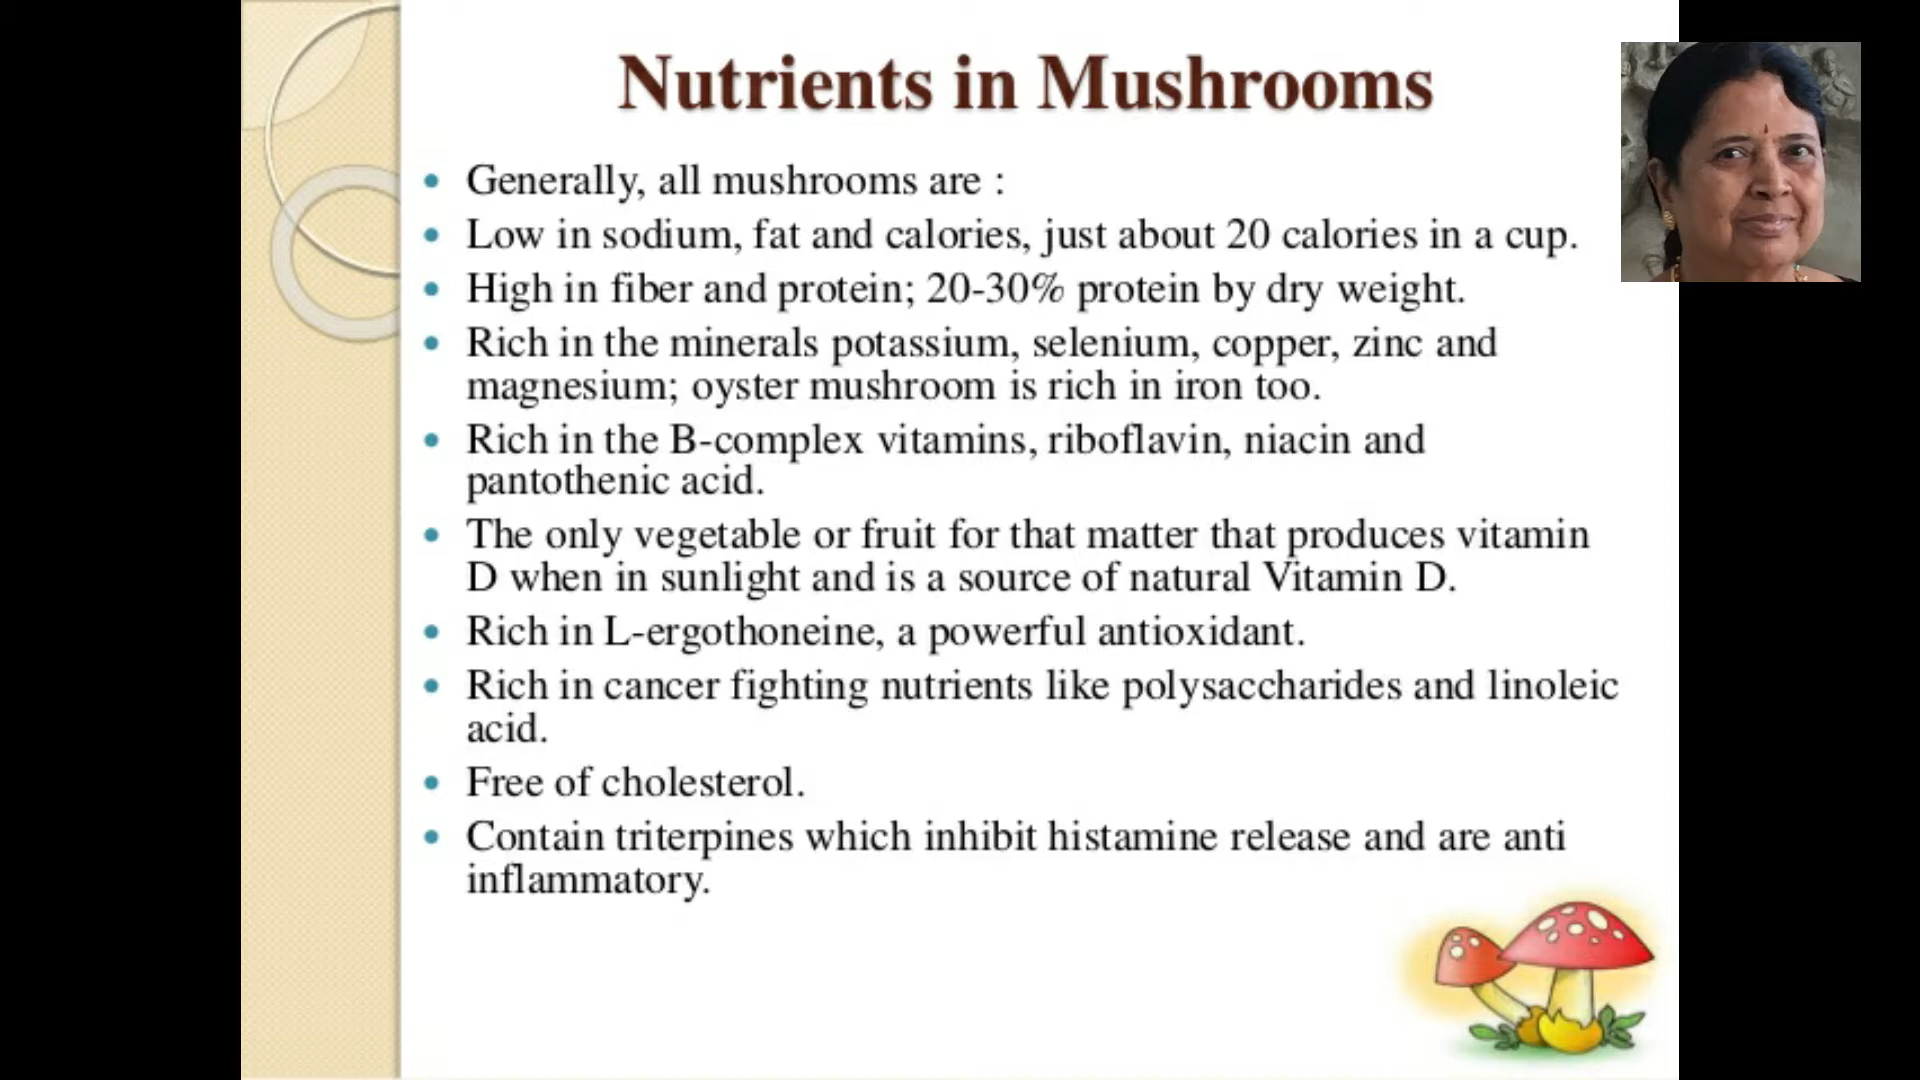 Nutrients in Mushrooms
• Generally, all mushrooms are :
• Low in sodium, fat and calories, just about 20 calories in a cup.
• High in fiber and protein; 20-30% protein by dry weight.
• Rich in the minerals potassium, selenium, copper, zinc and
magnesium; oyster mushroom is rich in iron too.
• Rich in the B-complex vitamins, riboflavin, niacin and
pantothenic acid.
• The only vegetable or fruit for that matter that produces vitamin
D when in sunlight and is a source of natural Vitamin D.
• Rich in L-ergothoneine, a powerful antioxidant.
• Rich in cancer fighting nutrients like polysaccharides and linoleic
acid.
• Free of cholesterol.
• Contain triterpines which inhibit histamine release and are anti
inflammatory.